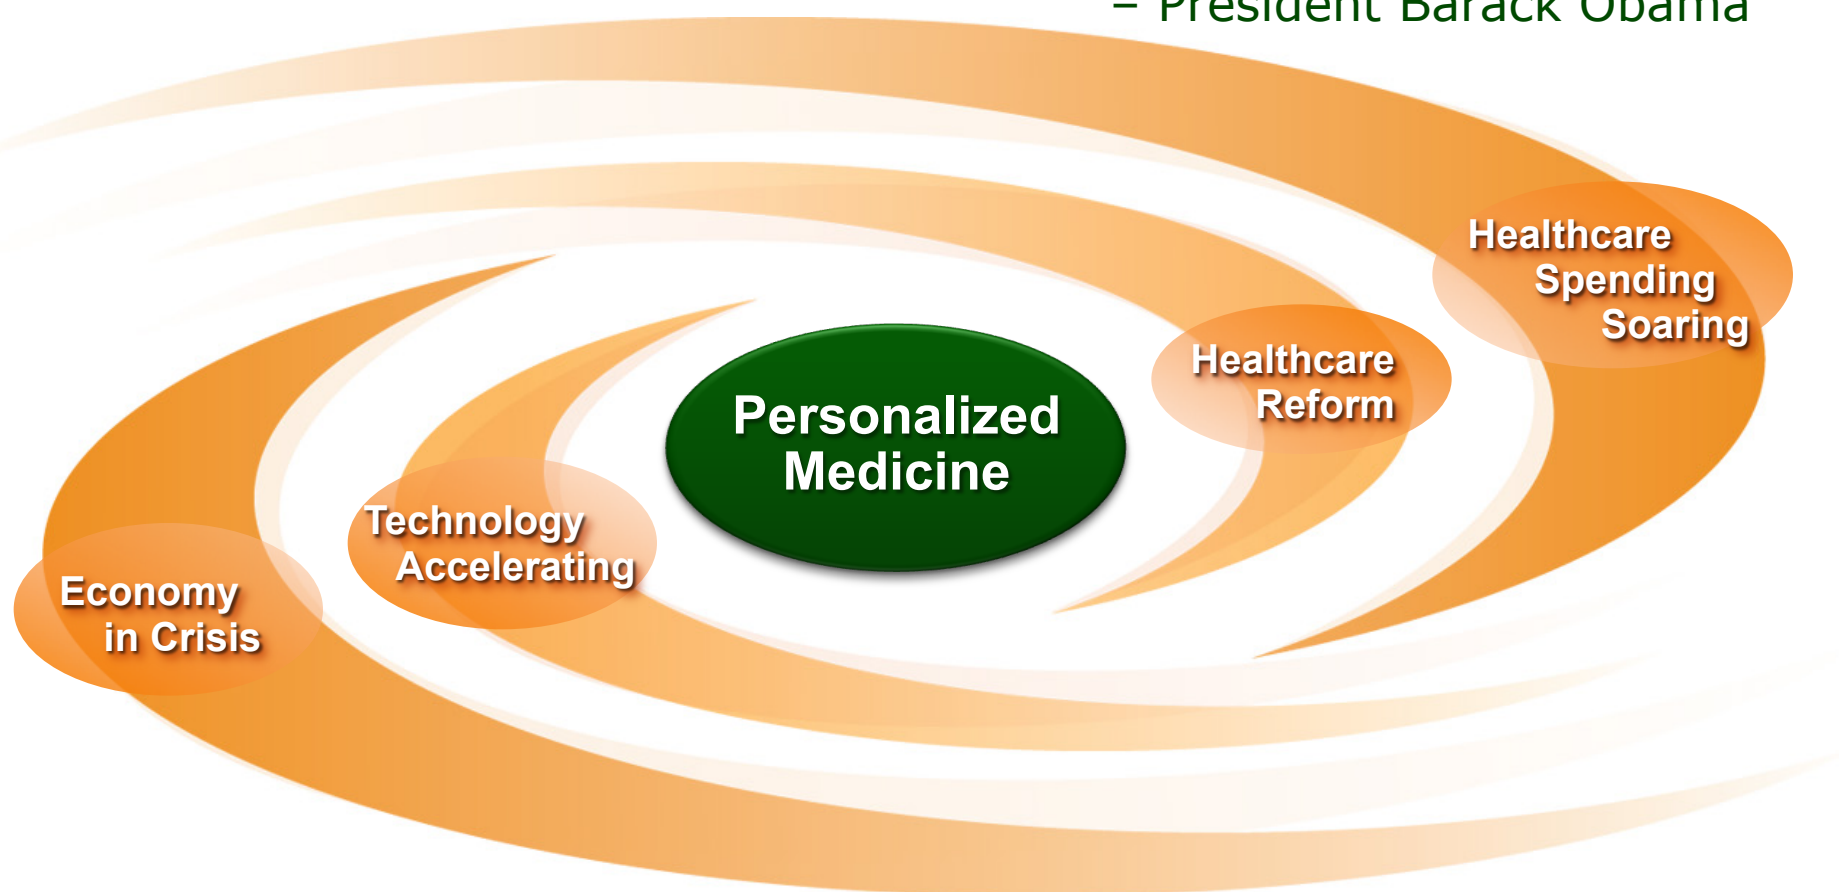 – President Barack Obama
Healthcare
Spending
Soaring
Healthcare
Reform
Personalized
Medicine
Technology
Accelerating
Economy
in Crisis